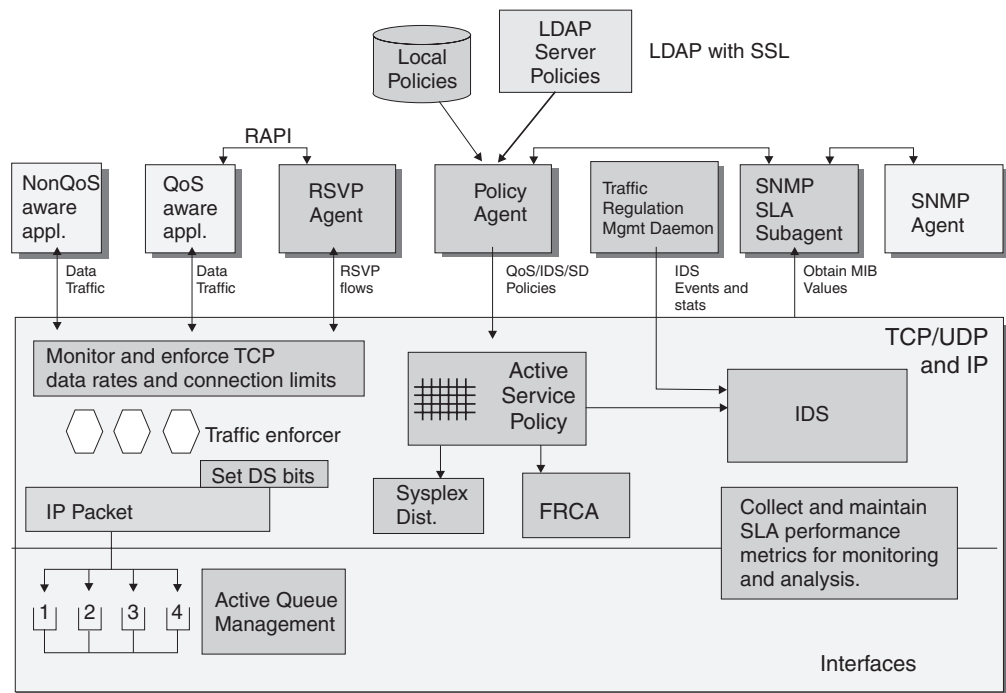 LDAP
Server
Policies
Local
Policies
LDAP with SSL
RAPI
NonQoS
aware
appl.
QoS
aware
appl.
RSVP
Agent
Policy
Agent
Traffic
Regulation
Mgmt Daemon
SNMP
SLA
Subagent
SNMP
Agent
Data
Traffic
Data
Traffic
RSVP
flows
QoS/IDS/SD
Policies
IDS
Events and
stats
Obtain MIB
Values
TCP/UDP
and IP
Monitor and enforce TCP
data rates and connection limits
Active
Service
Policy
IDS
Traffic enforcer
Set DS bits
IP Packet
Sysplex
Dist.
FRCA
Collect and maintain
SLA performance
metrics for monitoring
and analysis.
1
2
3
4
Active Queue
Management
Interfaces